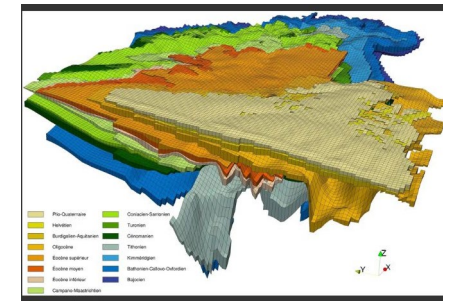 Plio-Quaternaire
Helvétien
Burdigalien-Aquitanien
Oligocène
Eocène supérieur
Eocène moyen
Eocène inférieur
Campano-Maastrichtien
Coniacien-Santonien
Turonien
Cénomanien
Tithonien
Kimméridgien
Bathonien-Callovo-Oxfordien
Bajocien
Z
Y
X